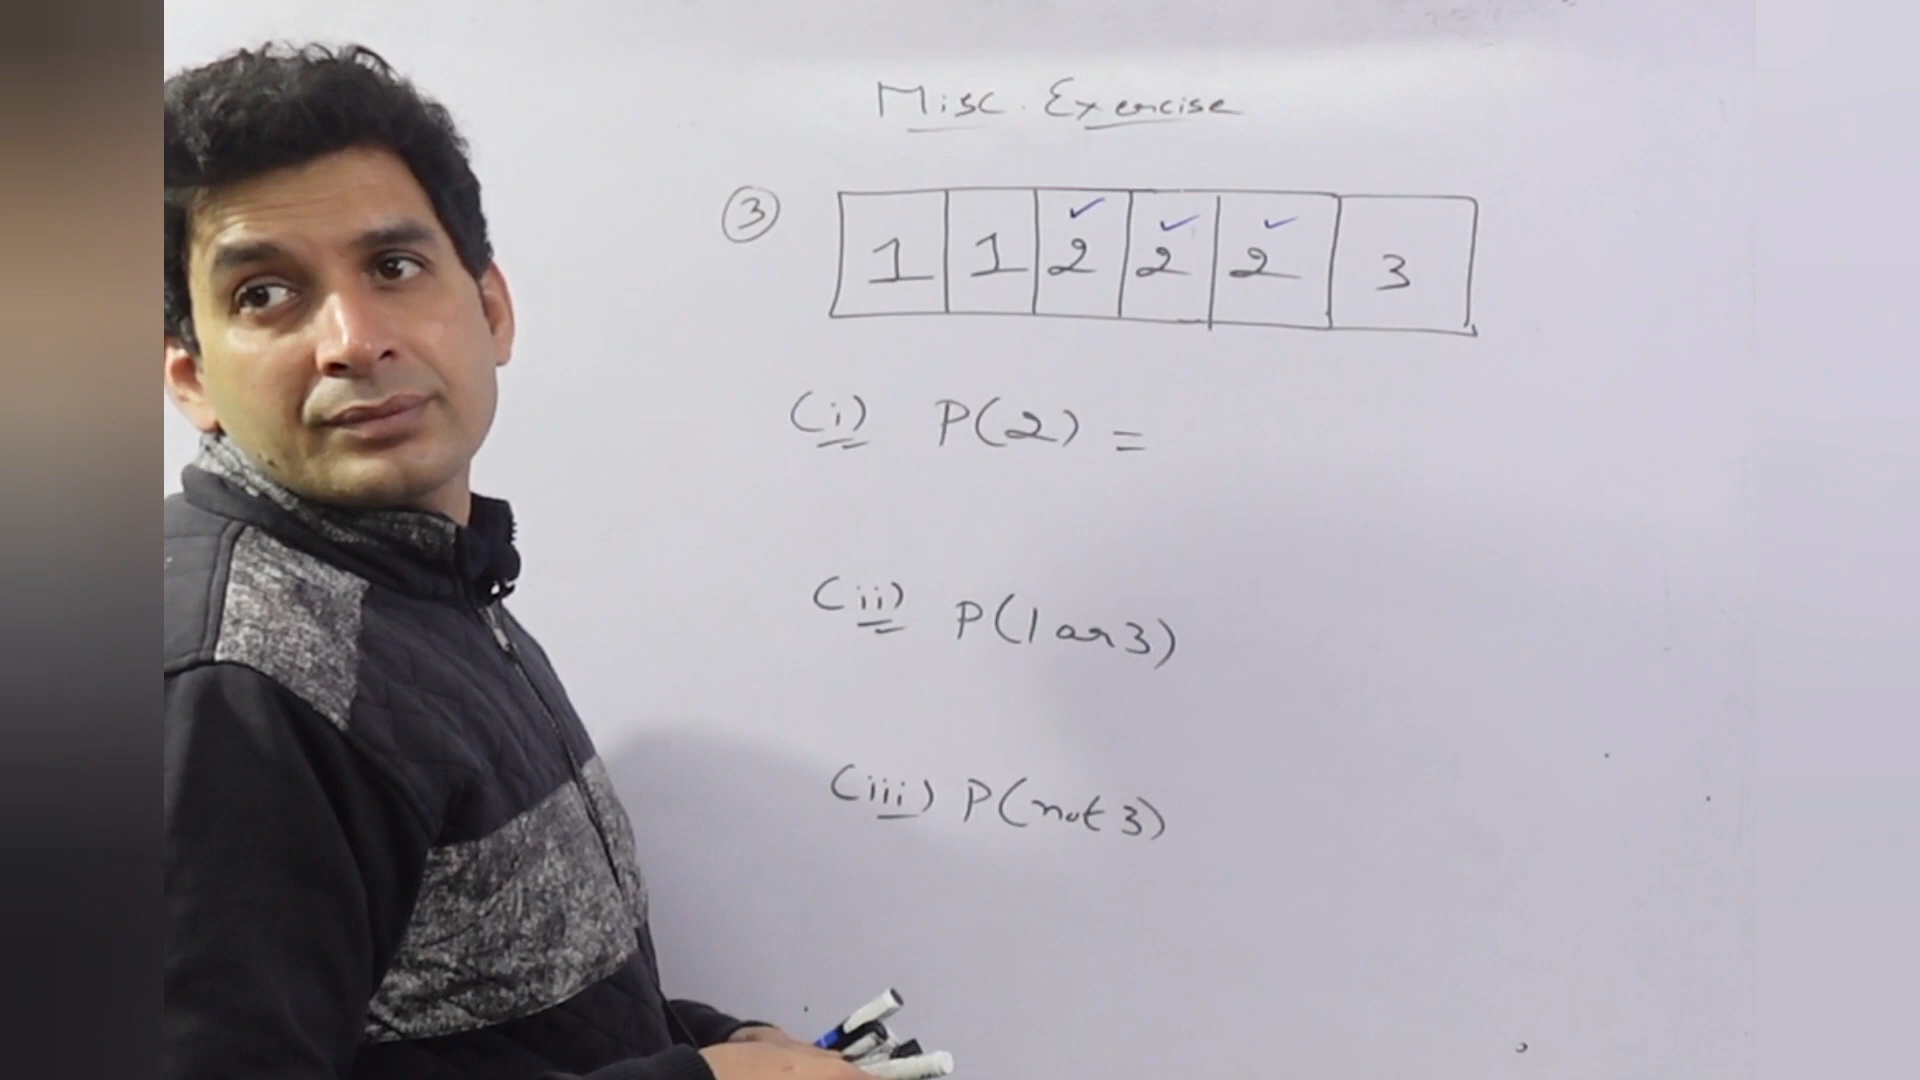 Misc. Exercise
3 1 1 2 2 2 3
(i) P(2) =
(ii) P(1 or 3)
(iii) P(not 3)